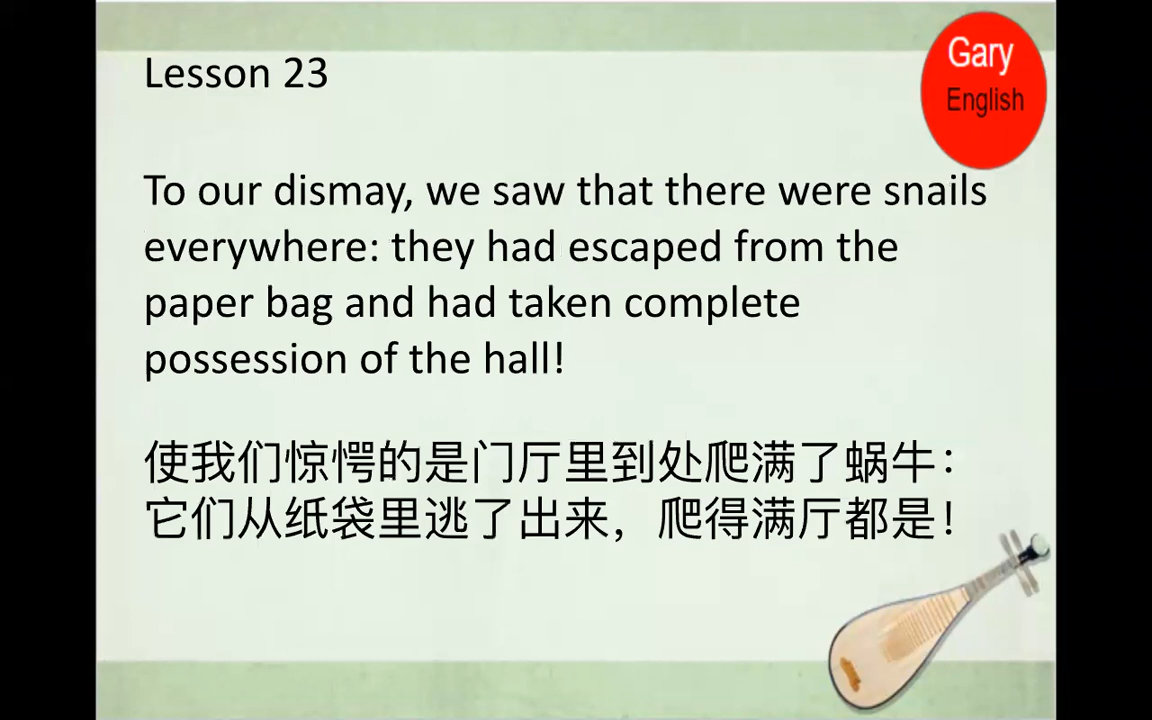 Lesson 23
Gary
English
To our dismay, we saw that there were snails
everywhere: they had escaped from the
paper bag and had taken complete
possession of the hall!
使我们惊愕的是门厅里到处爬满了蜗牛：
它们从纸袋里逃了出来，爬得满厅都是！